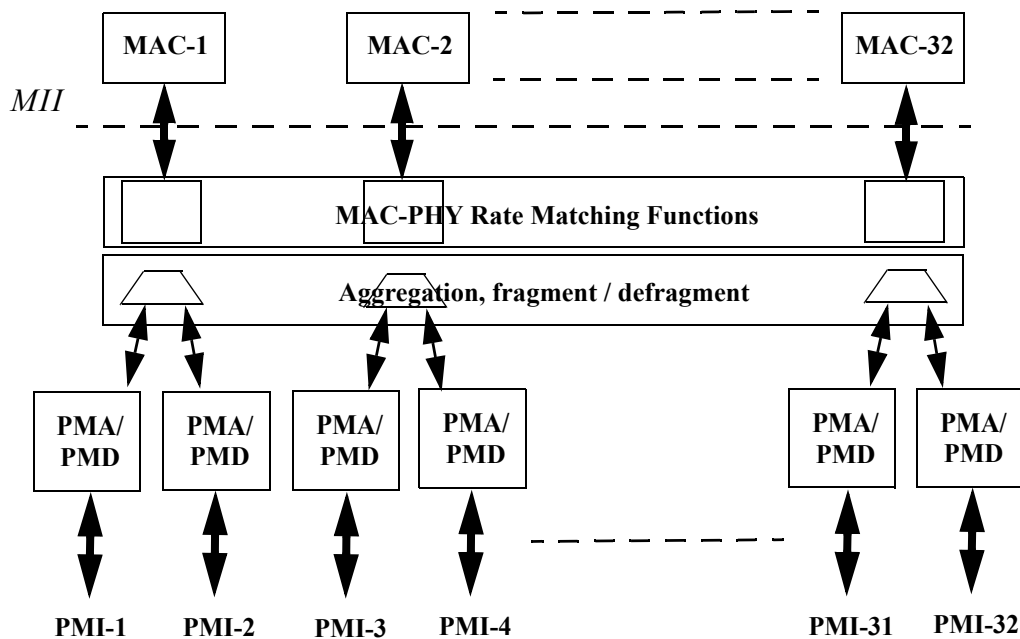 MAC-1 MAC-2 MAC-32
MII
MAC-PHY Rate Matching Functions
Aggregation, fragment / defragment
PMA/ PMA/ PMA/ PMA/ PMA/ PMA/
PMD PMD PMD PMD PMD PMD
PMI-1 PMI-2 PMI-3 PMI-4 PMI-31 PMI-32